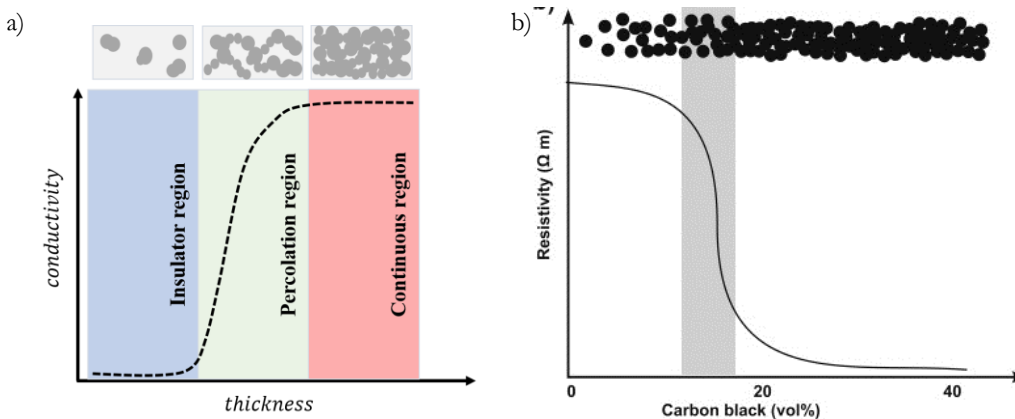 a)
Insulator region
Percolation region
Continuous region
conductivity
thickness
b)
Resistivity (Ω m)
0
20
40
Carbon black (vol%)